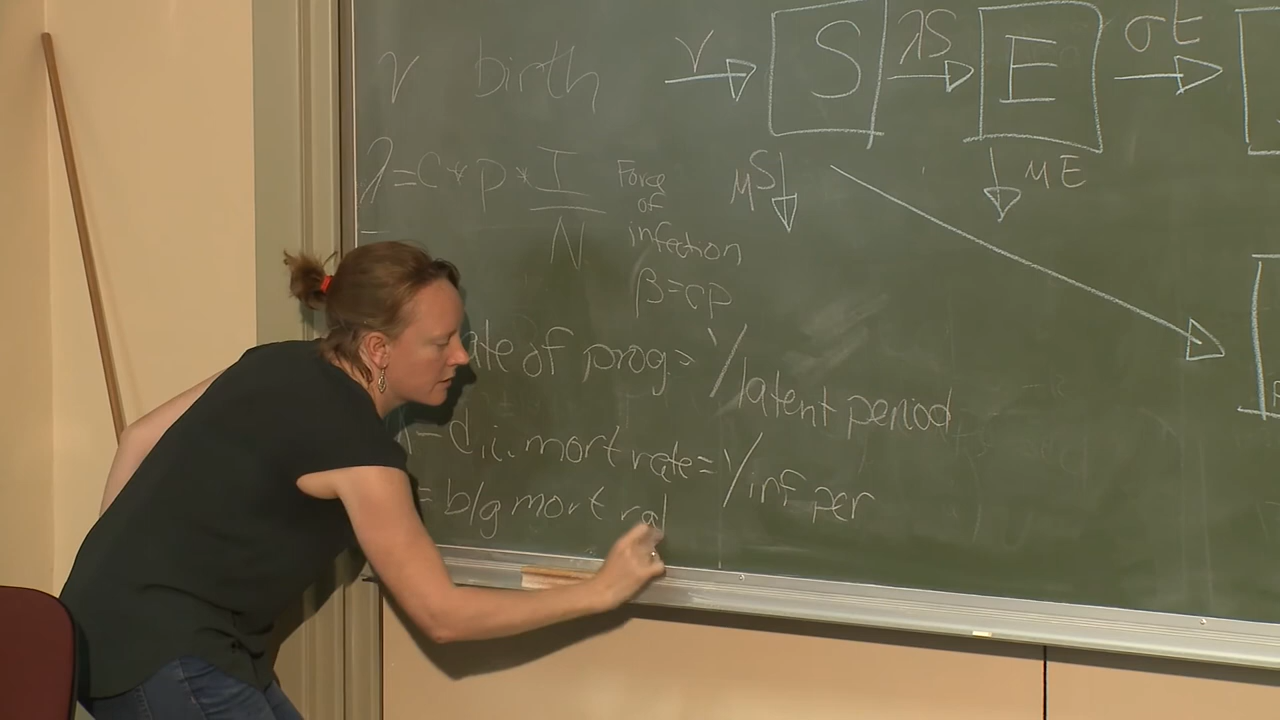 ν birth
ν S λS E σE
λ=c*p*I/N Force of infection
μS μE
β=cp
ate of prog = 1/latent period
- d.i. mort rate = 1/inf per
= b/g mort rat